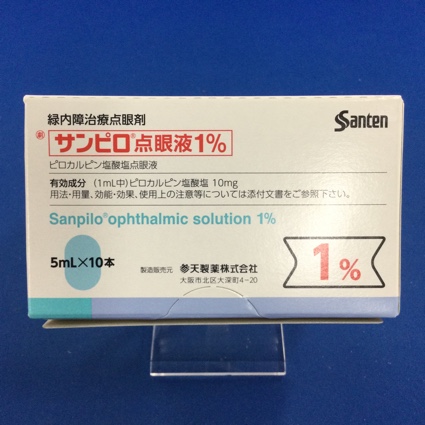 緑内障治療点眼剤
Santen
劇 サンピロ®点眼液1%
ピロカルピン塩酸塩点眼液
有効成分 (1mL中)ピロカルピン塩酸塩 10mg
用法・用量、効能・効果、使用上の注意等については添付文書をご参照下さい。
Sanpilo®ophthalmic solution 1%
5mL×10本
製造販売元 参天製薬株式会社
大阪市北区大深町4-20
1%